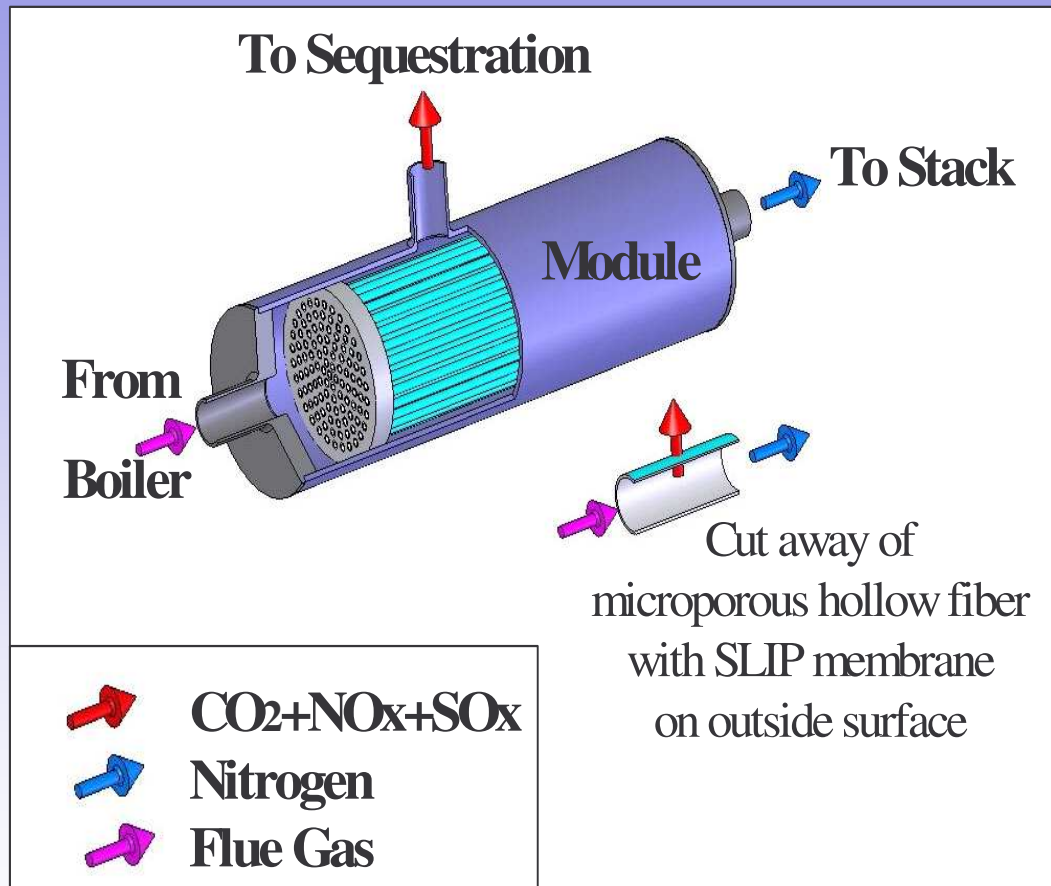 To Sequestration
To Stack
Module
From
Boiler
Cut away of
microporous hollow fiber
with SLIP membrane
on outside surface
CO2+NOx+SOx
Nitrogen
Flue Gas